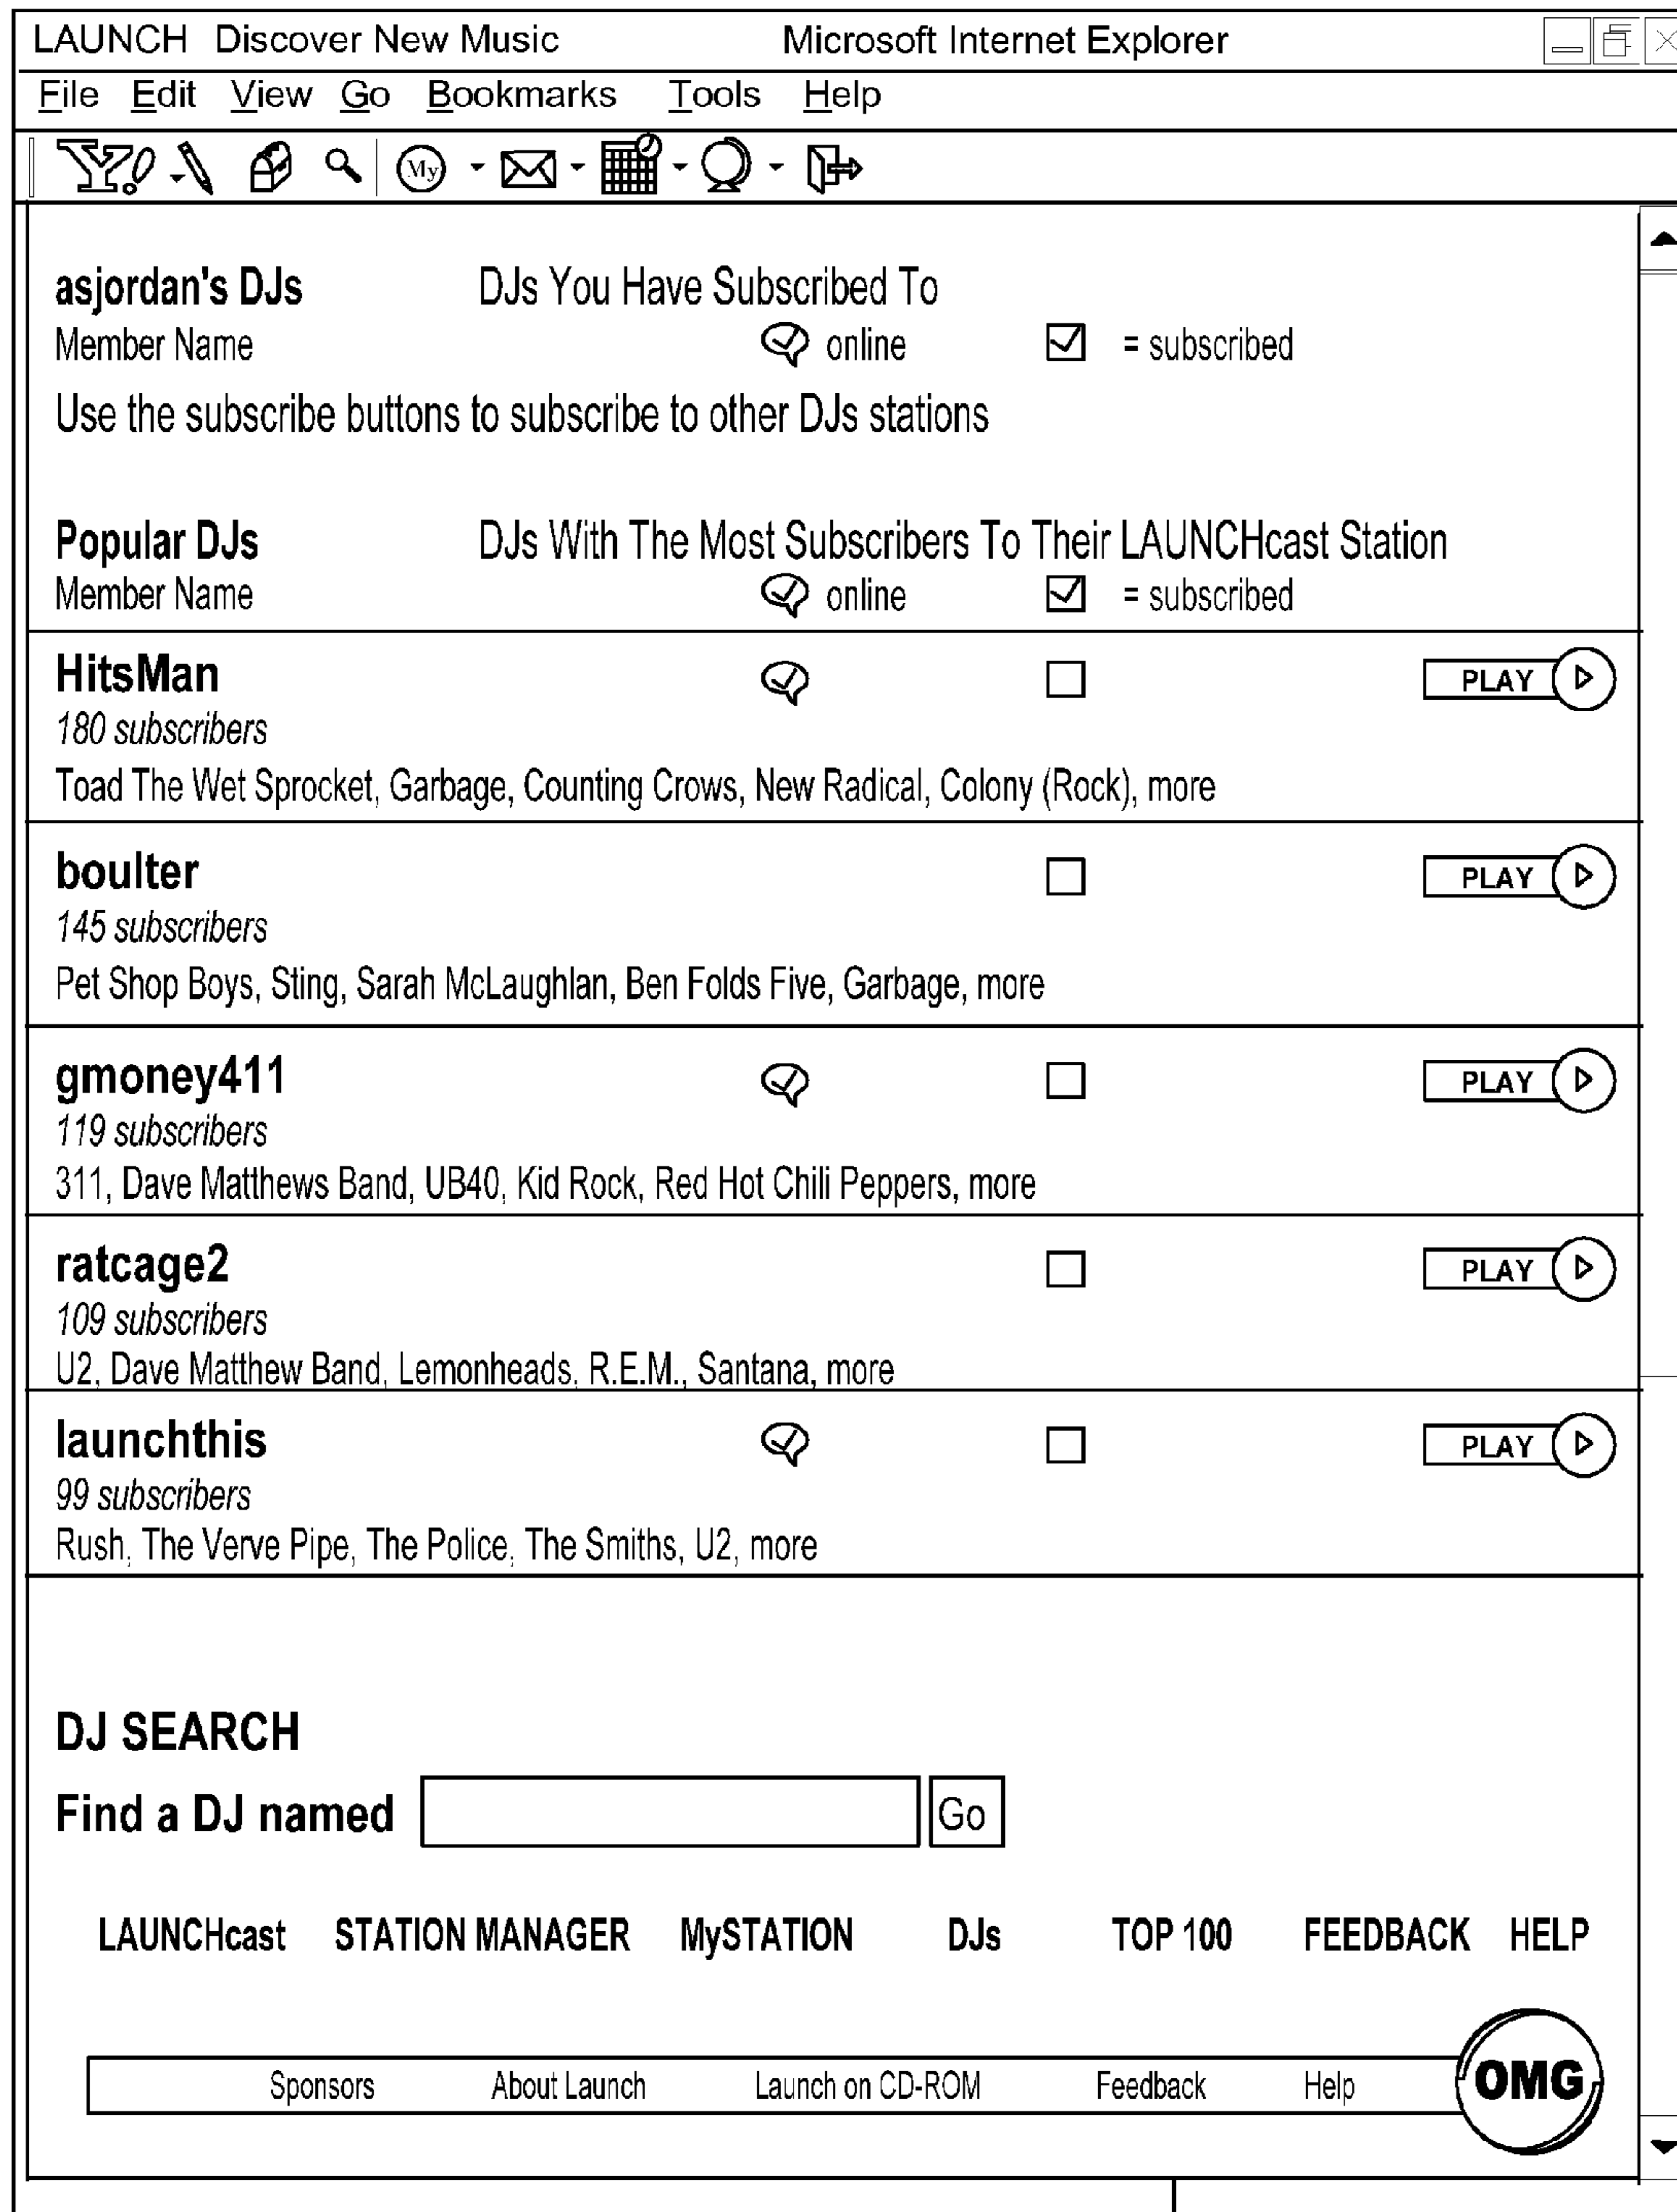 LAUNCH Discover New Music Microsoft Internet Explorer
File Edit View Go Bookmarks Tools Help
Y! My
asjordan's DJs DJs You Have Subscribed To
Member Name online = subscribed
Use the subscribe buttons to subscribe to other DJs stations
Popular DJs DJs With The Most Subscribers To Their LAUNCHcast Station
Member Name online = subscribed
HitsMan PLAY
180 subscribers
Toad The Wet Sprocket, Garbage, Counting Crows, New Radical, Colony (Rock), more
boulter PLAY
145 subscribers
Pet Shop Boys, Sting, Sarah McLaughlan, Ben Folds Five, Garbage, more
gmoney411 PLAY
119 subscribers
311, Dave Matthews Band, UB40, Kid Rock, Red Hot Chili Peppers, more
ratcage2 PLAY
109 subscribers
U2, Dave Matthew Band, Lemonheads, R.E.M., Santana, more
launchthis PLAY
99 subscribers
Rush, The Verve Pipe, The Police, The Smiths, U2, more
DJ SEARCH
Find a DJ named Go
LAUNCHcast STATION MANAGER MySTATION DJs TOP 100 FEEDBACK HELP
Sponsors About Launch Launch on CD-ROM Feedback Help OMG